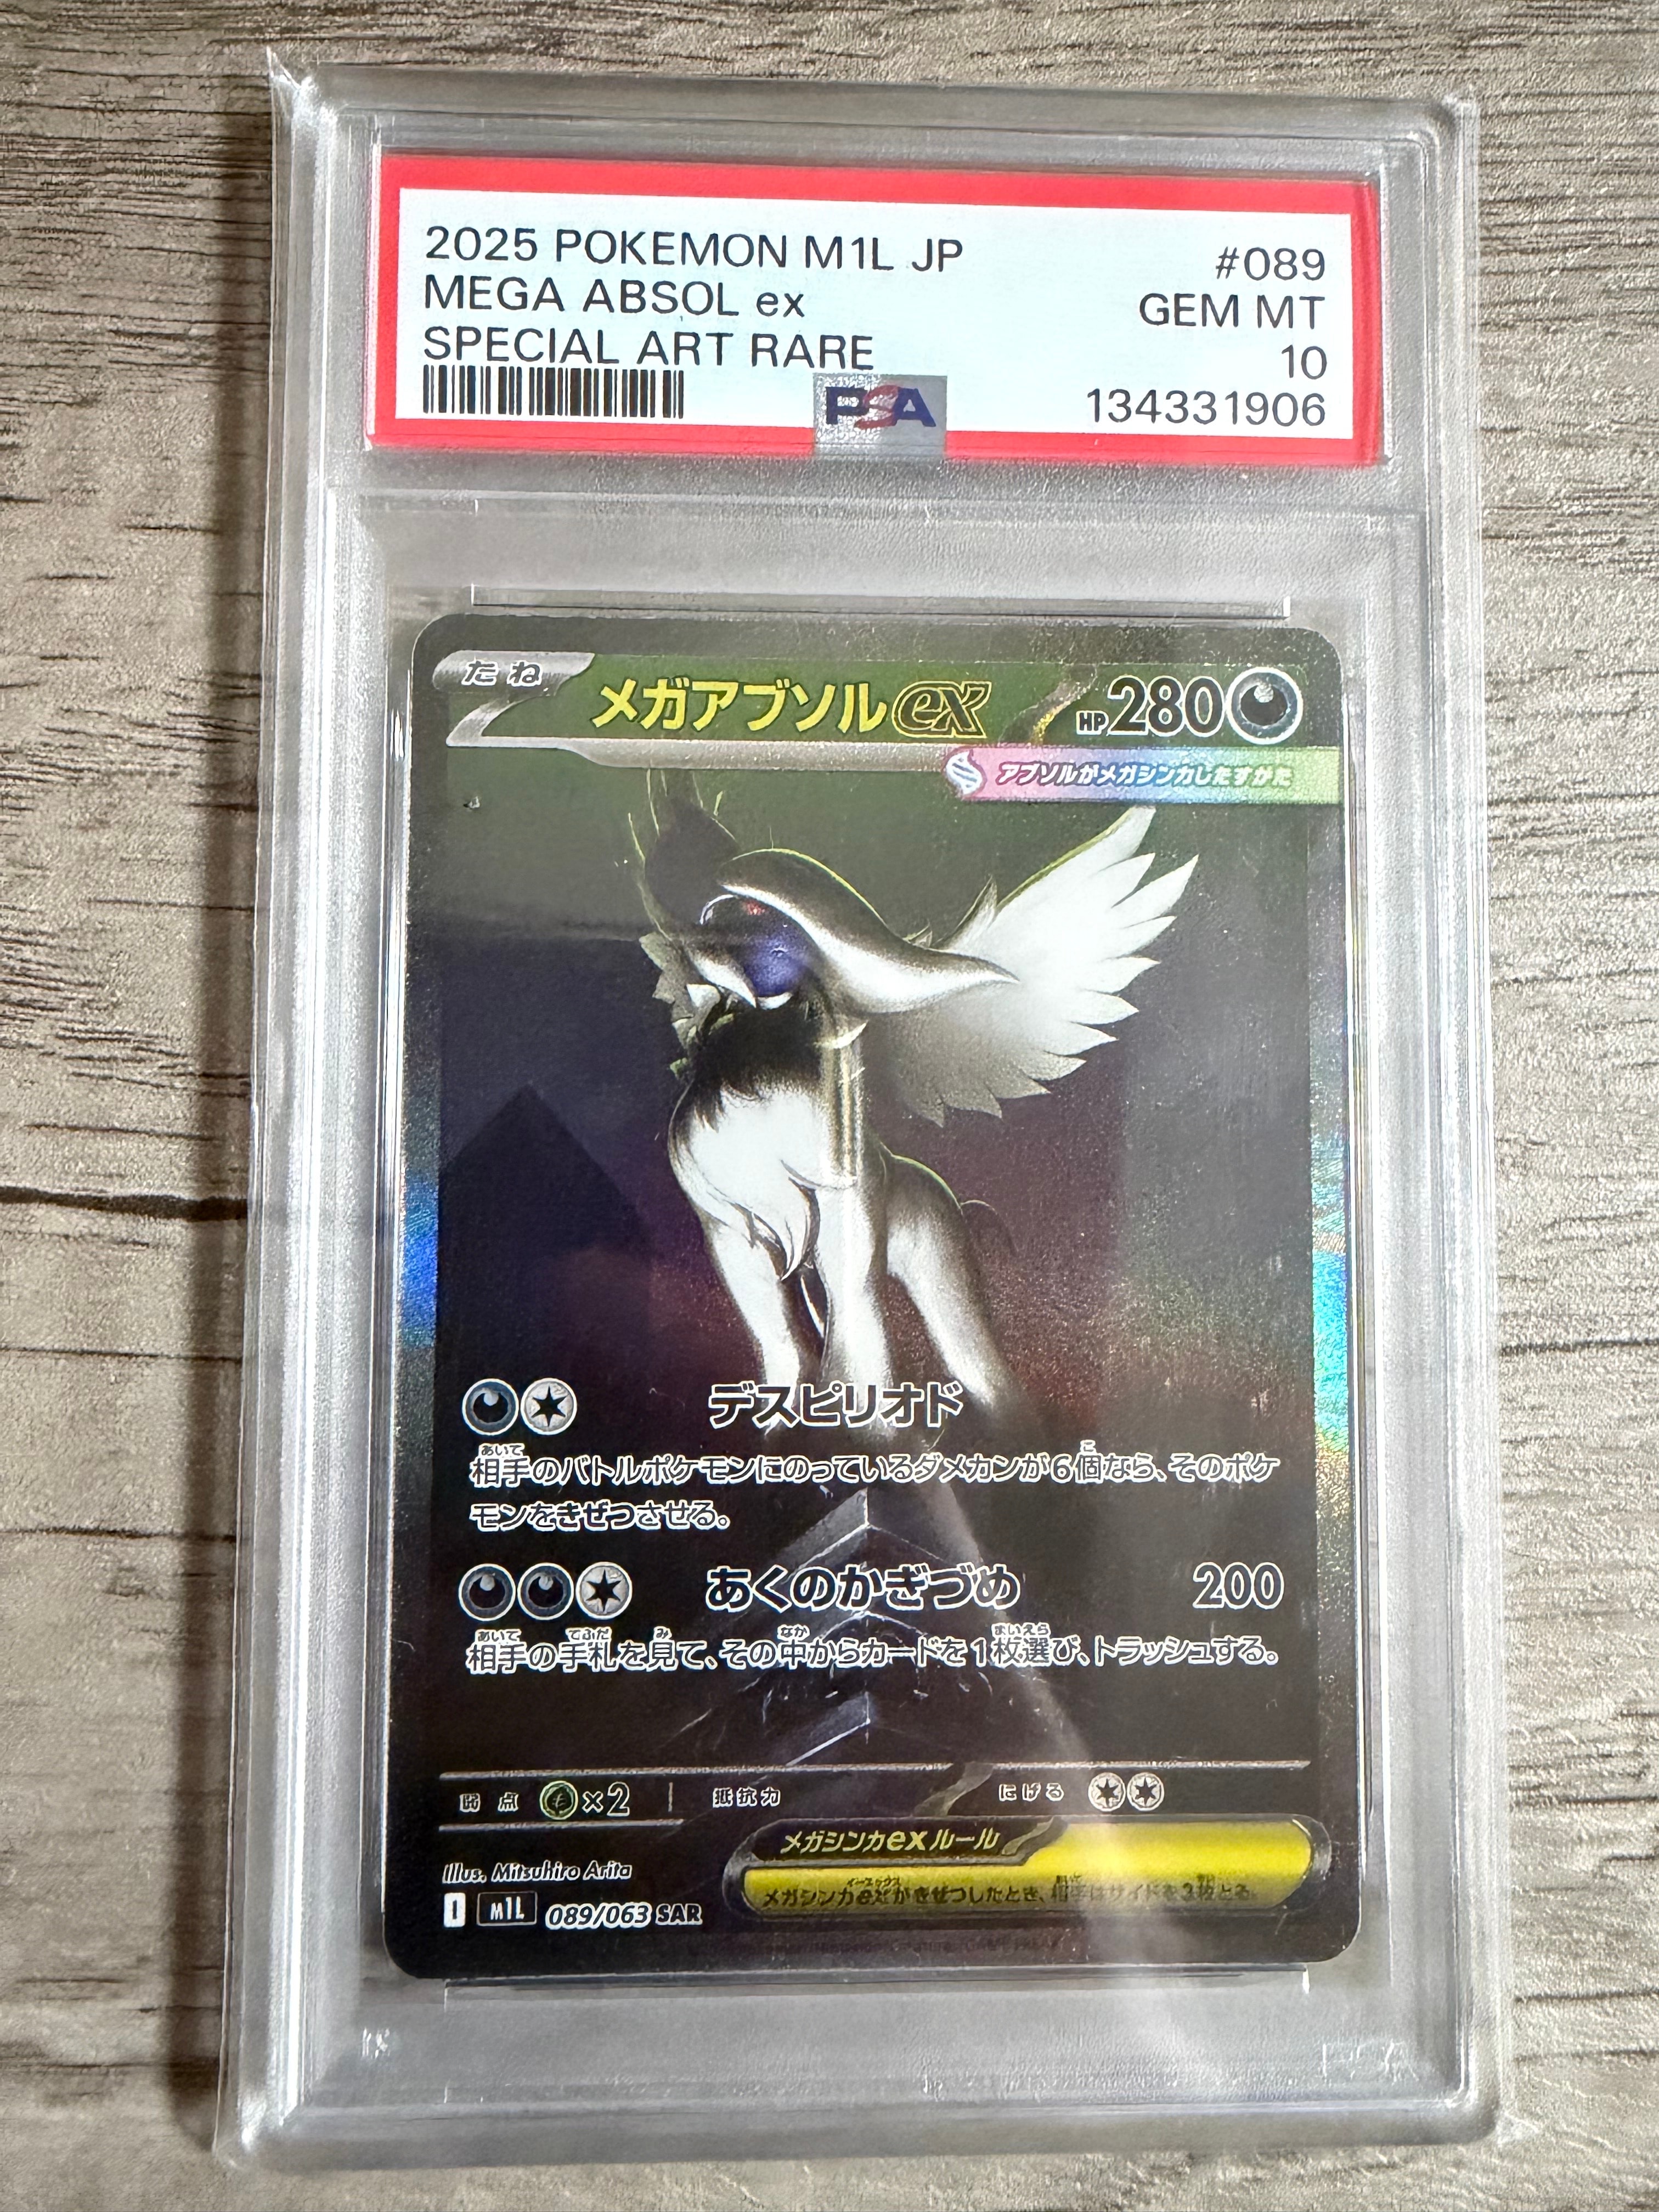 2025 POKEMON M1L JP #089
MEGA ABSOL ex GEM MT
SPECIAL ART RARE 10
134331906
PSA
たね
メガアブソルex HP280
アブソルがメガシンカしたすがた
デスピリオド
相手のバトルポケモンにのっているダメカンが6個なら、そのポケ
モンをきぜつさせる。
あくのかぎづめ 200
相手の手札を見て、その中からカードを1枚選び、トラッシュする。
弱点 ×2 抵抗力 にげる
メガシンカexルール
メガシンカexがきぜつしたとき、相手はサイドを3枚とる。
Illus. Mitsuhiro Arita
I M1L 089/063 SAR